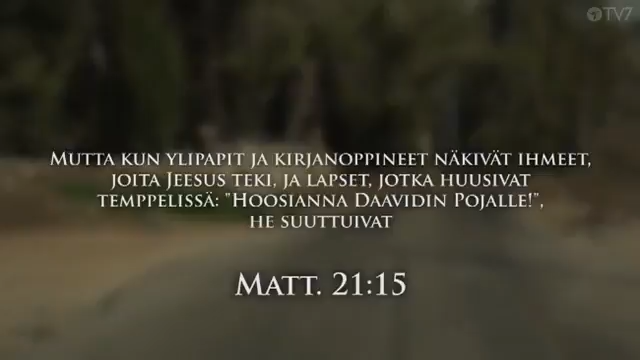 TV7
Mutta kun ylipapit ja kirjanoppineet näkivät ihmeet,
joita Jeesus teki, ja lapset, jotka huusivat
temppelissä: "Hoosianna Daavidin Pojalle!",
he suuttuivat
Matt. 21:15